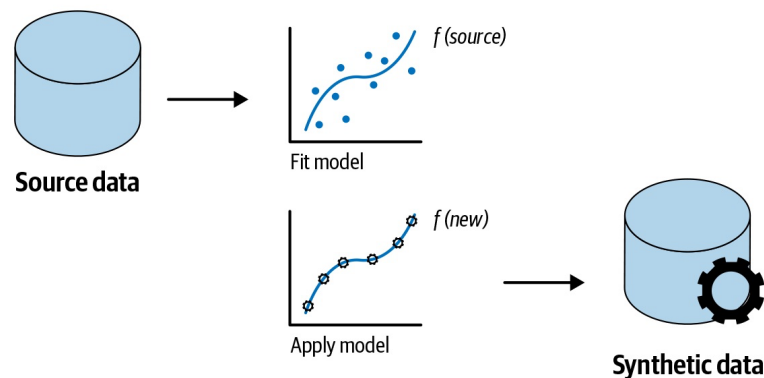 f (source)
Fit model
Source data
f (new)
Apply model
Synthetic data